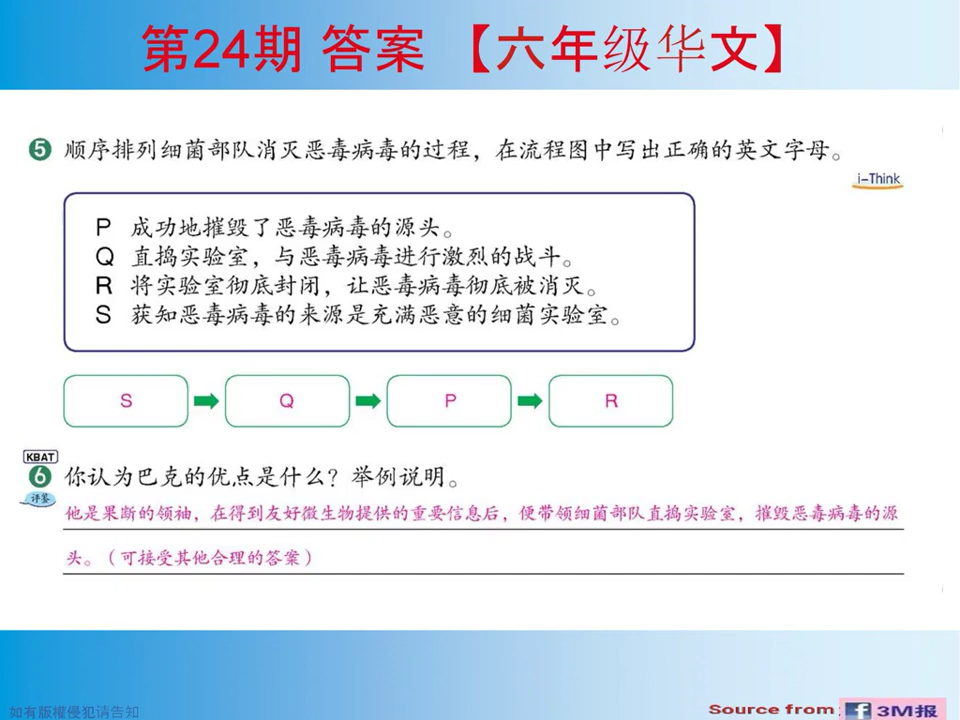 第24期 答案 【六年级华文】
5 顺序排列细菌部队消灭恶毒病毒的过程，在流程图中写出正确的英文字母。
i-Think
P 成功地摧毁了恶毒病毒的源头。
Q 直捣实验室，与恶毒病毒进行激烈的战斗。
R 将实验室彻底封闭，让恶毒病毒彻底被消灭。
S 获知恶毒病毒的来源是充满恶意的细菌实验室。
S Q P R
KBAT
6 你认为巴克的优点是什么？举例说明。
评鉴
他是果断的领袖，在得到友好微生物提供的重要信息后，便带领细菌部队直捣实验室，摧毁恶毒病毒的源
头。（可接受其他合理的答案）
如有版權侵犯请告知
Source from : f 3M报